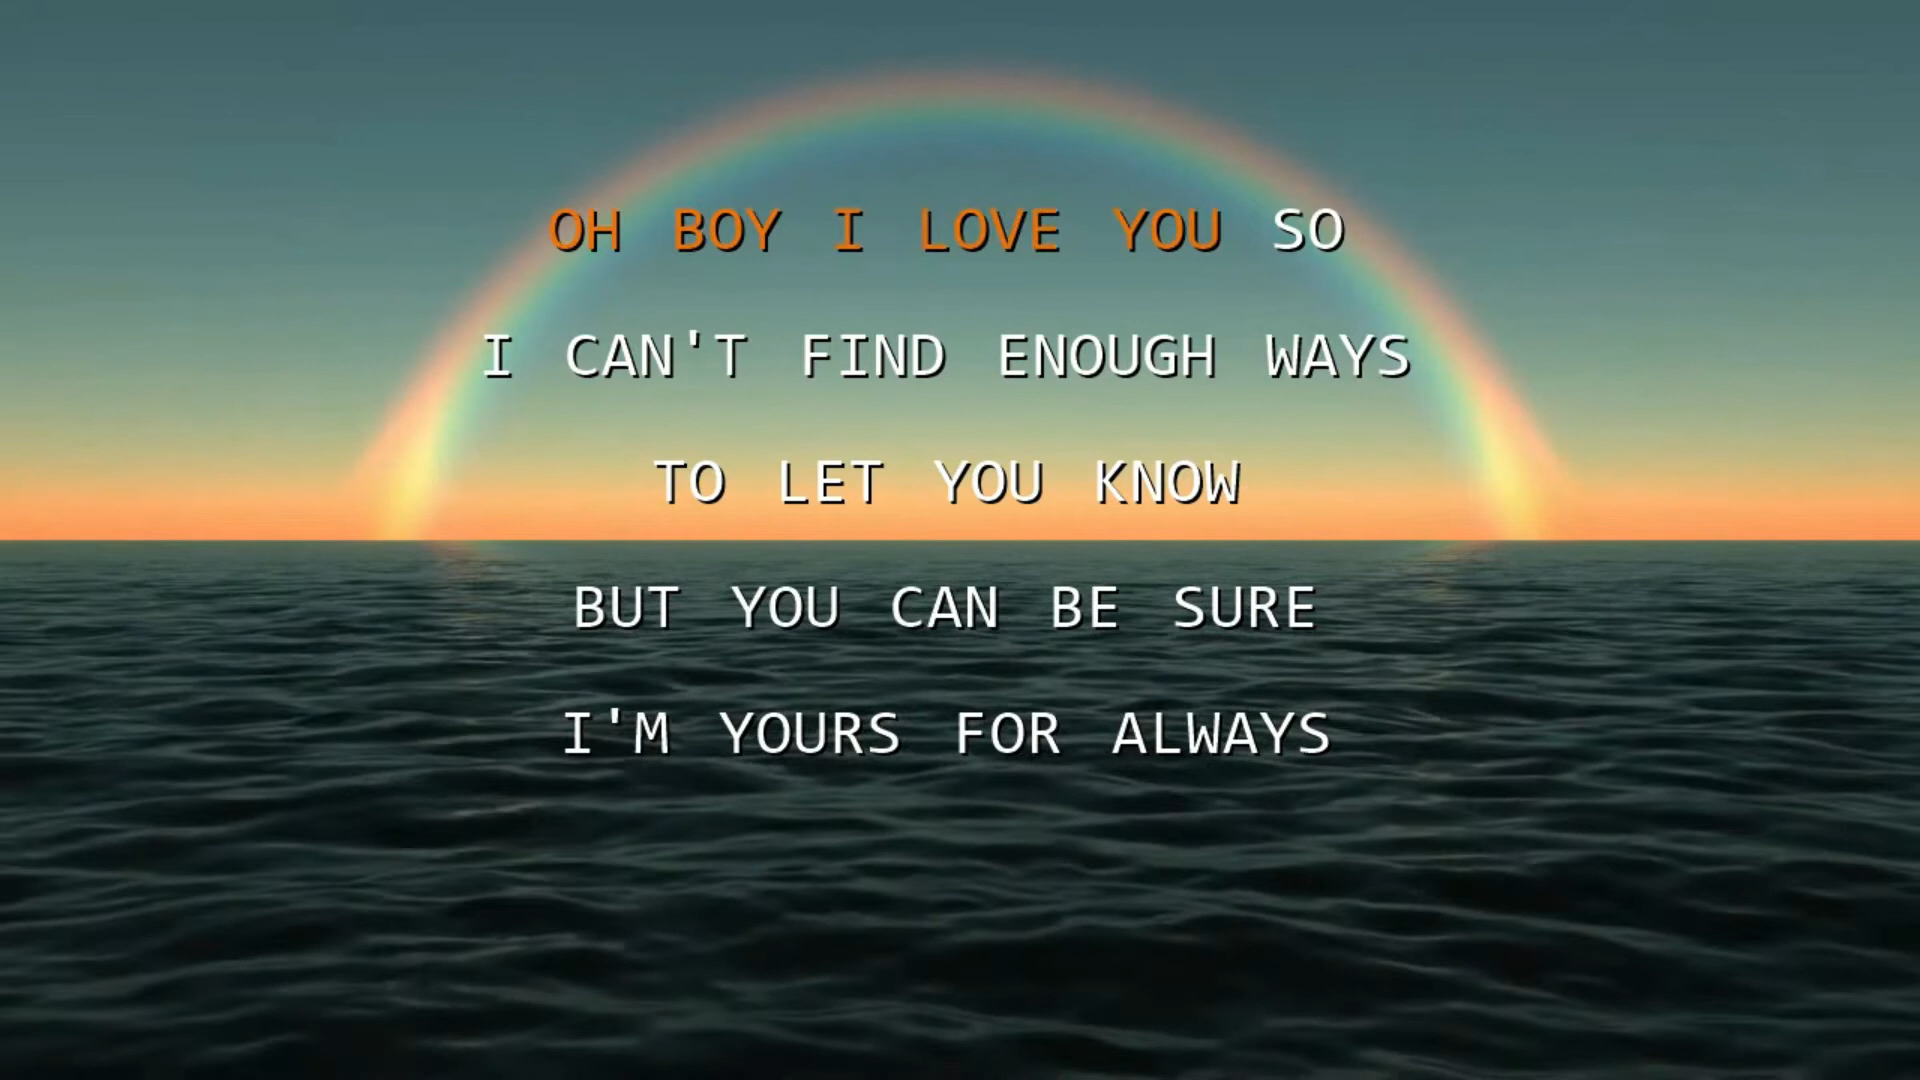 OH BOY I LOVE YOU SO
I CAN'T FIND ENOUGH WAYS
TO LET YOU KNOW
BUT YOU CAN BE SURE
I'M YOURS FOR ALWAYS